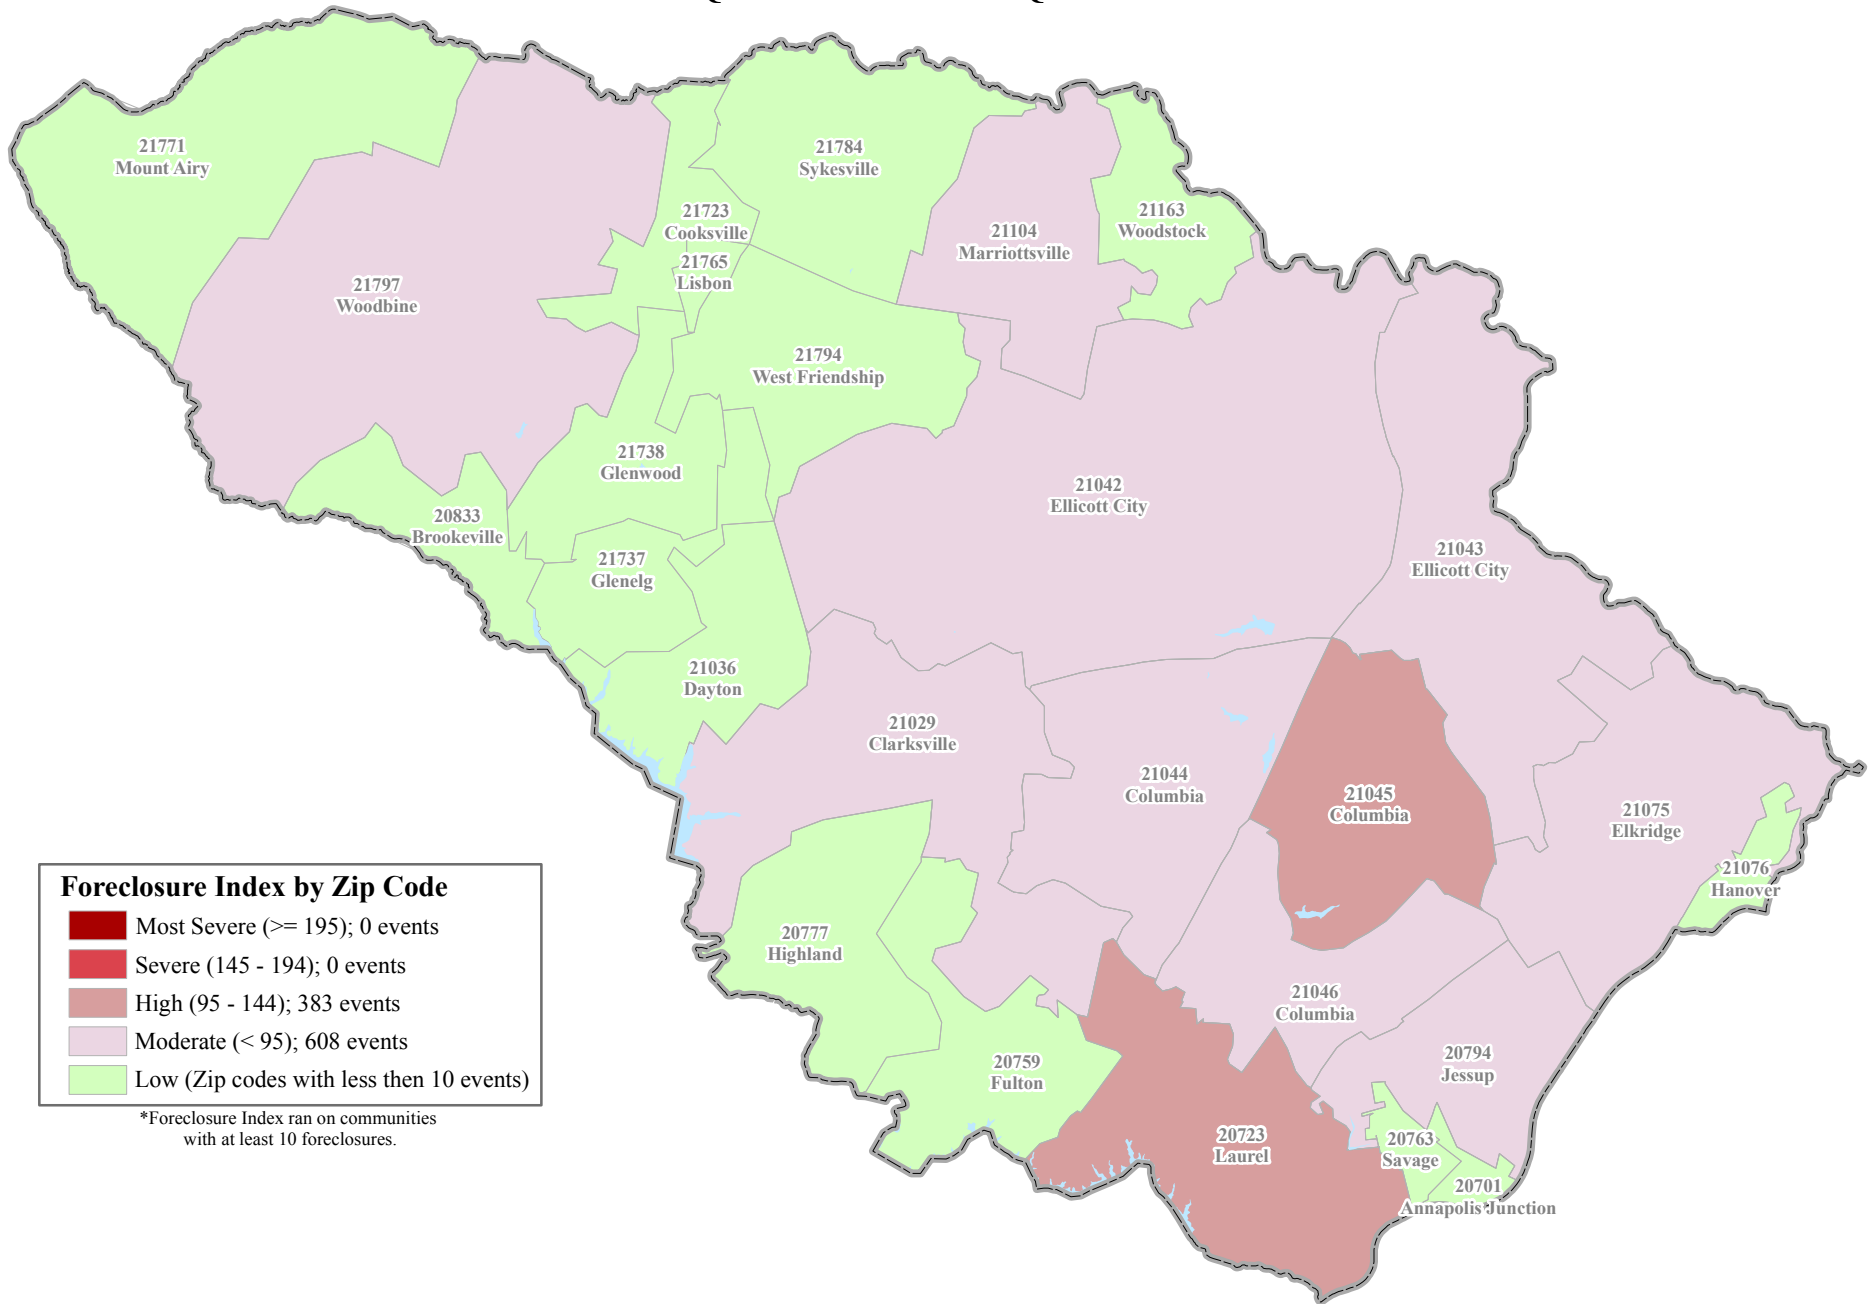 21771
Mount Airy
21784
Sykesville
21723
Cooksville
21765
Lisbon
21104
Marriottsville
21163
Woodstock
21797
Woodbine
21794
West Friendship
21738
Glenwood
20833
Brookeville
21737
Glenelg
21042
Ellicott City
21043
Ellicott City
21036
Dayton
21029
Clarksville
21044
Columbia
21045
Columbia
21075
Elkridge
21076
Hanover
20777
Highland
21046
Columbia
20759
Fulton
20794
Jessup
20723
Laurel
20763
Savage
20701
Annapolis Junction
Foreclosure Index by Zip Code
Most Severe (>= 195); 0 events
Severe (145 - 194); 0 events
High (95 - 144); 383 events
Moderate (< 95); 608 events
Low (Zip codes with less then 10 events)
*Foreclosure Index ran on communities
with at least 10 foreclosures.